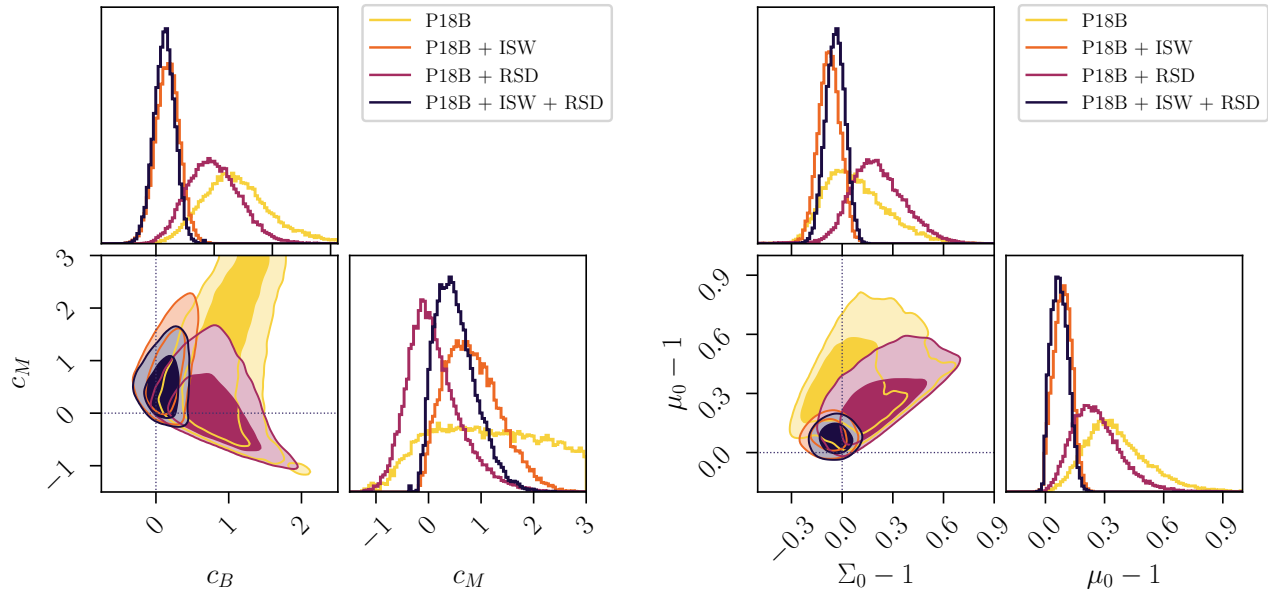 P18B
P18B + ISW
P18B + RSD
P18B + ISW + RSD
3
2
1
0
−1
c_M
0
1
2
c_B
−1
0
1
2
3
c_M
P18B
P18B + ISW
P18B + RSD
P18B + ISW + RSD
0.9
0.6
0.3
0.0
μ₀ − 1
−0.3
0.0
0.3
0.6
0.9
Σ₀ − 1
0.0
0.3
0.6
0.9
μ₀ − 1